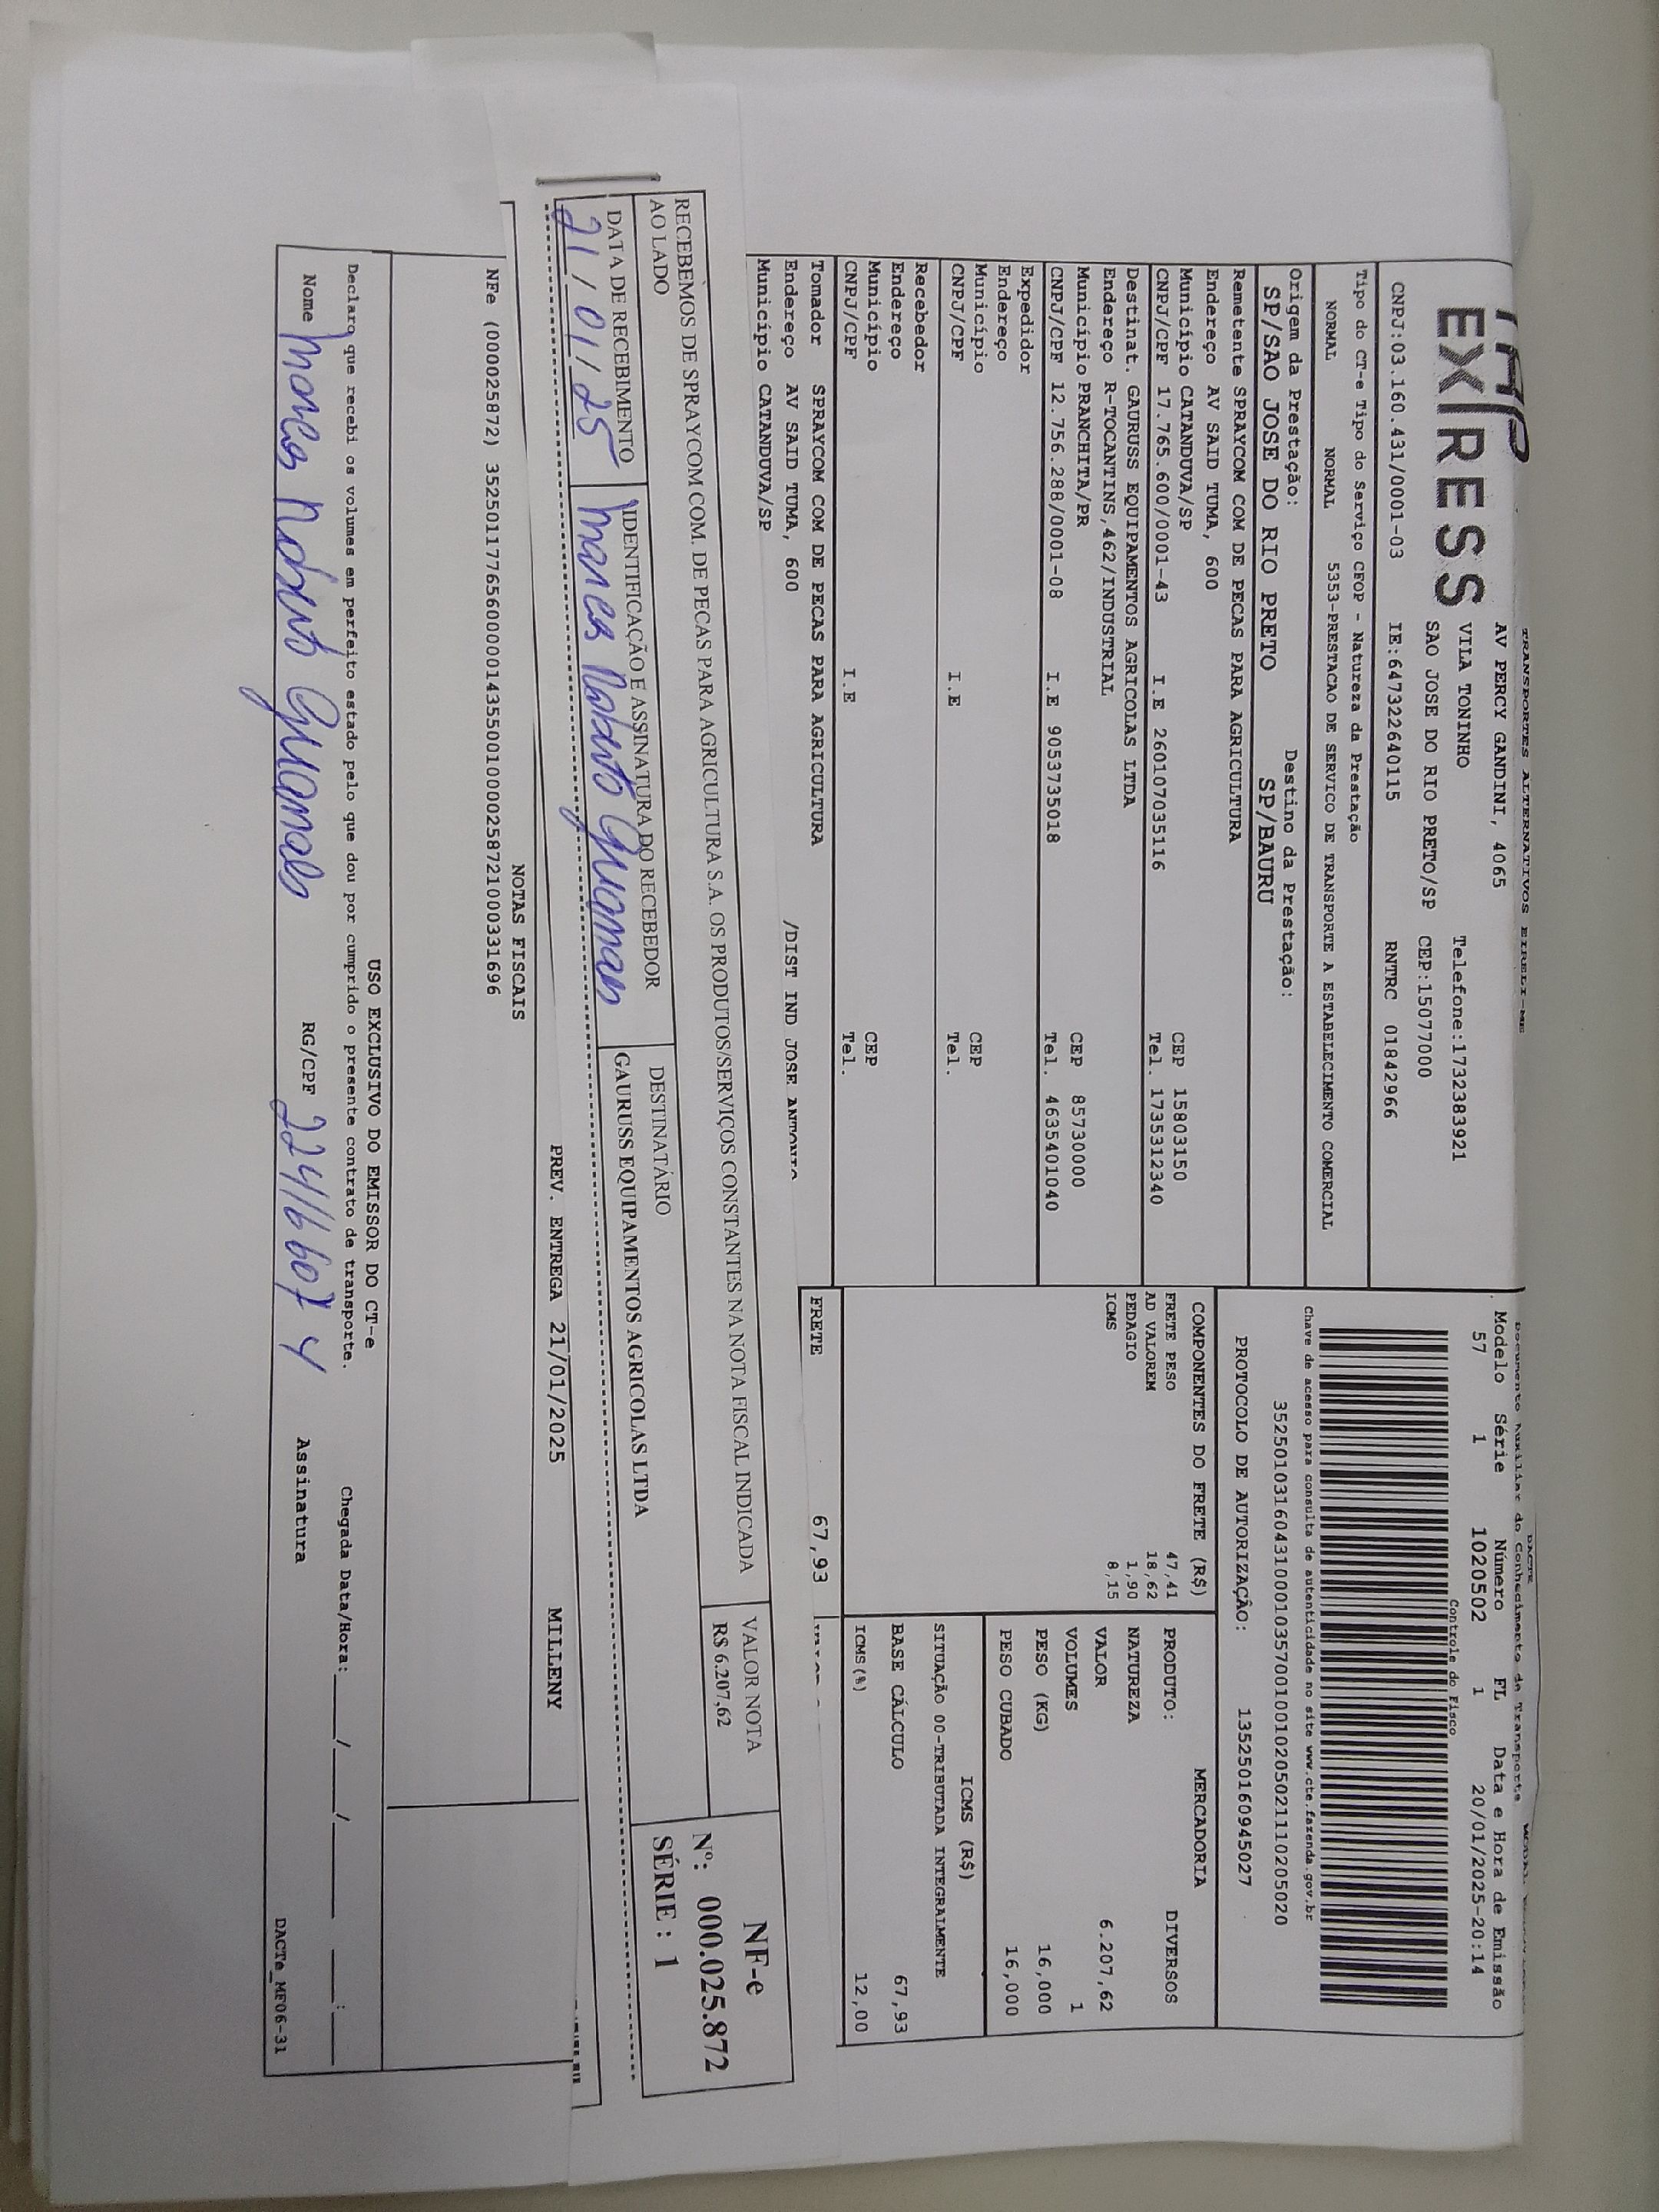 EXPRESS
TRANSPORTES ALTERNATIVOS EIRELI-ME
AV PERCY GANDINI, 4065
VILA TONINHO Telefone:1732383921
SAO JOSE DO RIO PRETO/SP CEP:15077000
CNPJ:03.160.431/0001-03 IE:647322640115 RNTRC 01842966
Tipo do CT-e Tipo do Serviço CFOP - Natureza da Prestação
NORMAL NORMAL 5353-PRESTACAO DE SERVICO DE TRANSPORTE A ESTABELECIMENTO COMERCIAL
Origem da Prestação: Destino da Prestação:
SP/SAO JOSE DO RIO PRETO SP/BAURU
Remetente SPRAYCOM COM DE PECAS PARA AGRICULTURA
Endereço AV SAID TUMA, 600
Município CATANDUVA/SP CEP 15803150
CNPJ/CPF 17.765.600/0001-43 I.E 260107035116 Tel. 1735312340
Destinat. GAURUSS EQUIPAMENTOS AGRICOLAS LTDA
Endereço R-TOCANTINS,462/INDUSTRIAL
Município PRANCHITA/PR CEP 85730000
CNPJ/CPF 12.756.288/0001-08 I.E 9053735018 Tel. 4635401040
Expedidor
Endereço
Município CEP
CNPJ/CPF I.E Tel.
Recebedor
Endereço
Município CEP
CNPJ/CPF I.E Tel.
Tomador SPRAYCOM COM DE PECAS PARA AGRICULTURA
Endereço AV SAID TUMA, 600 /DIST IND JOSE ANTONIO
Município CATANDUVA/SP
DACTE
Documento Auxiliar do Conhecimento de Transporte
Modelo Série Número FL Data e Hora de Emissão
57 1 1020502 1 20/01/2025-20:14
Controle do Fisco
Chave de acesso para consulta de autenticidade no site www.cte.fazenda.gov.br
35250103160431000103570010010205021110205020
PROTOCOLO DE AUTORIZAÇÃO: 135250160945027
COMPONENTES DO FRETE (R$)
FRETE PESO 47,41
AD VALOREM 18,62
PEDAGIO 1,90
ICMS 8,15
MERCADORIA
PRODUTO: DIVERSOS
NATUREZA
VALOR 6.207,62
VOLUMES 1
PESO (KG) 16,000
PESO CUBADO 16,000
ICMS (R$)
SITUAÇÃO 00-TRIBUTADA INTEGRALMENTE
BASE CÁLCULO 67,93
ICMS(%) 12,00
FRETE 67,93
RECEBEMOS DE SPRAYCOM COM. DE PECAS PARA AGRICULTURA S.A. OS PRODUTOS/SERVIÇOS CONSTANTES NA NOTA FISCAL INDICADA
AO LADO
VALOR NOTA
R$ 6.207,62
NF-e
Nº: 000.025.872
SÉRIE : 1
DATA DE RECEBIMENTO IDENTIFICAÇÃO E ASSINATURA DO RECEBEDOR DESTINATÁRIO
21/01/25 GAURUSS EQUIPAMENTOS AGRICOLAS LTDA
PREV. ENTREGA 21/01/2025 MILLENY
NOTAS FISCAIS
NFe (000025872) 35250117765600000143550010000258721000331696
USO EXCLUSIVO DO EMISSOR DO CT-e
Declaro que recebi os volumes em perfeito estado pelo que dou por cumprido o presente contrato de transporte. Chegada Data/Hora:___/___/_____ ___:___
Nome RG/CPF Assinatura
DACTe_MF06-31